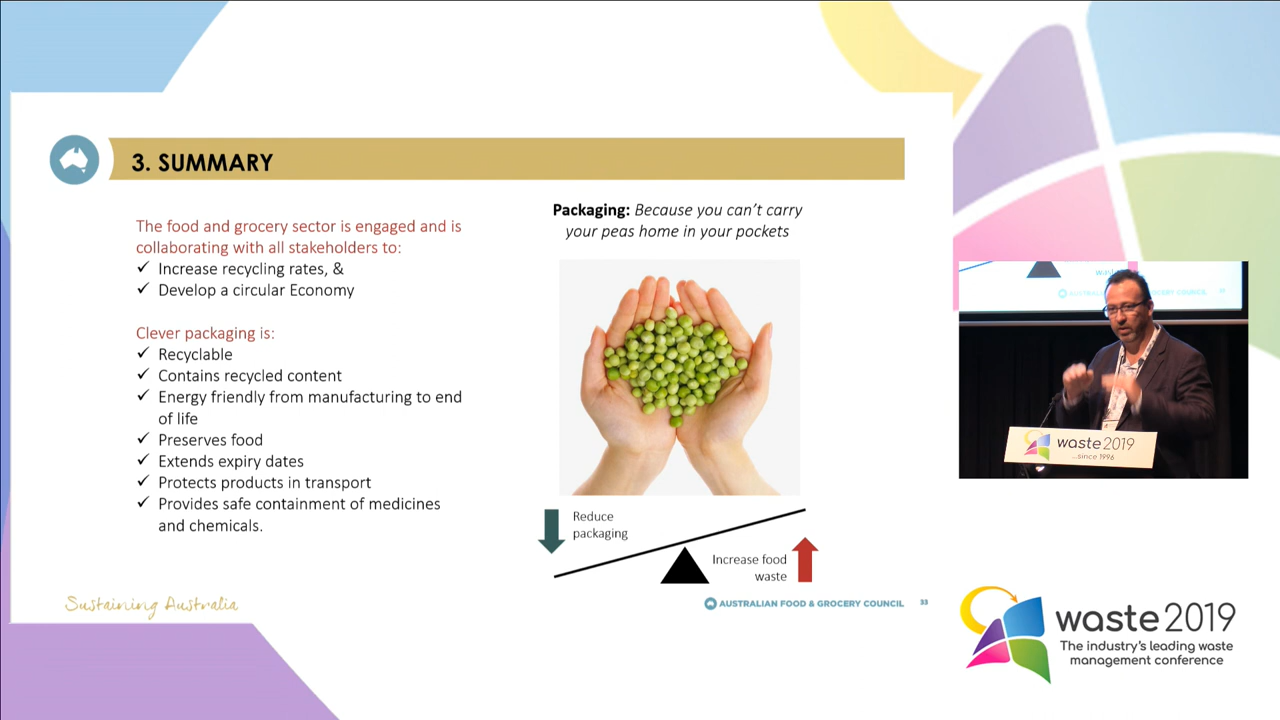 3. SUMMARY
The food and grocery sector is engaged and is
collaborating with all stakeholders to:
✓ Increase recycling rates, &
✓ Develop a circular Economy
Clever packaging is:
✓ Recyclable
✓ Contains recycled content
✓ Energy friendly from manufacturing to end
of life
✓ Preserves food
✓ Extends expiry dates
✓ Protects products in transport
✓ Provides safe containment of medicines
and chemicals.
Packaging: Because you can't carry
your peas home in your pockets
Reduce
packaging
Increase food
waste
Sustaining Australia
AUSTRALIAN FOOD & GROCERY COUNCIL 33
waste2019
...since 1996
waste 2019
The industry's leading waste
management conference